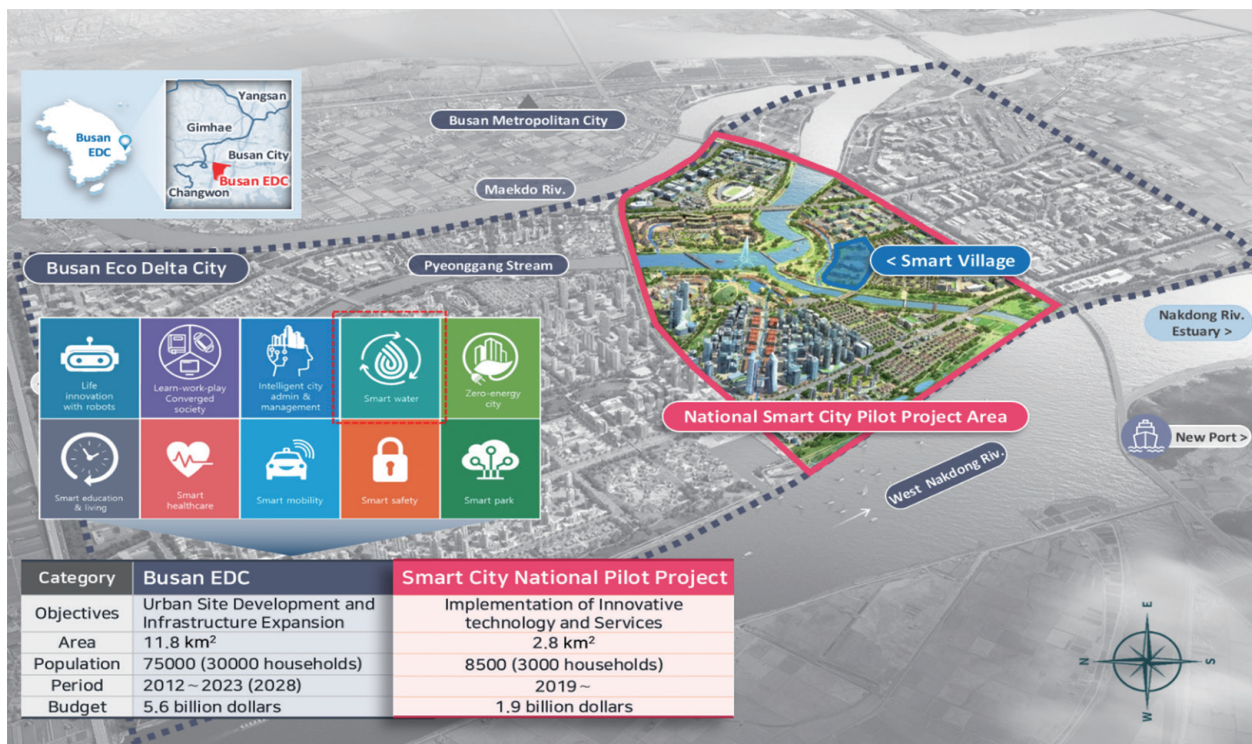 Busan
EDC
Yangsan
Gimhae
Busan City
Busan EDC
Changwon
Busan Metropolitan City
Maekdo Riv.
Busan Eco Delta City
Pyeonggang Stream
< Smart Village
Nakdong Riv.
Estuary >
National Smart City Pilot Project Area
New Port >
West Nakdong Riv.
Life
innovation
with robots
Learn-work-play
Converged
society
Intelligent city
admin &
management
Smart water
Zero-energy
city
Smart education
& living
Smart
healthcare
Smart mobility
Smart safety
Smart park
Category Busan EDC Smart City National Pilot Project
Objectives Urban Site Development and Infrastructure Expansion Implementation of Innovative technology and Services
Area 11.8 km² 2.8 km²
Population 75000 (30000 households) 8500 (3000 households)
Period 2012~2023 (2028) 2019~
Budget 5.6 billion dollars 1.9 billion dollars
E
N
S
W